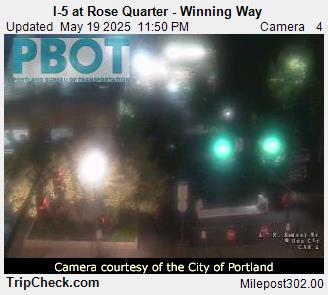 I-5 at Rose Quarter - Winning Way
Updated May 19 2025 11:50 PM Camera 4
PBOT
PORTLAND BUREAU OF TRANSPORTATION
Camera courtesy of the City of Portland
TripCheck.com Milepost302.00